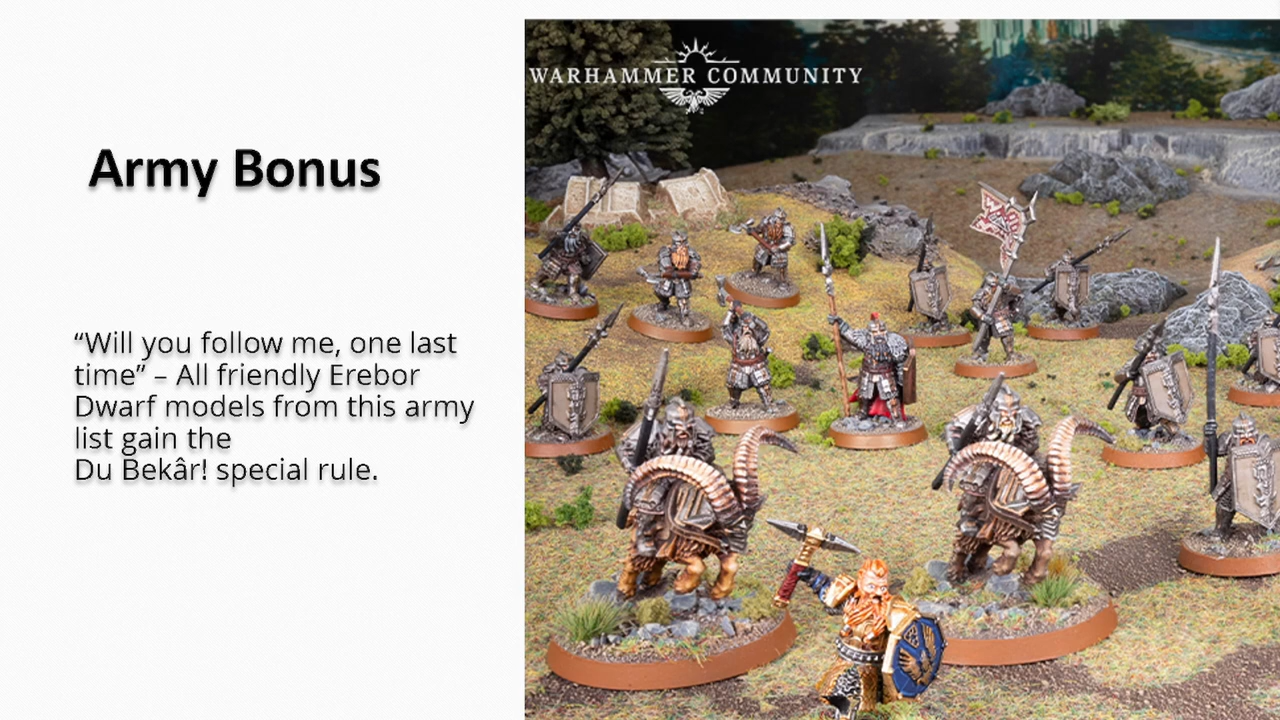 WARHAMMER COMMUNITY
Army Bonus
“Will you follow me, one last
time” – All friendly Erebor
Dwarf models from this army
list gain the
Du Bekâr! special rule.